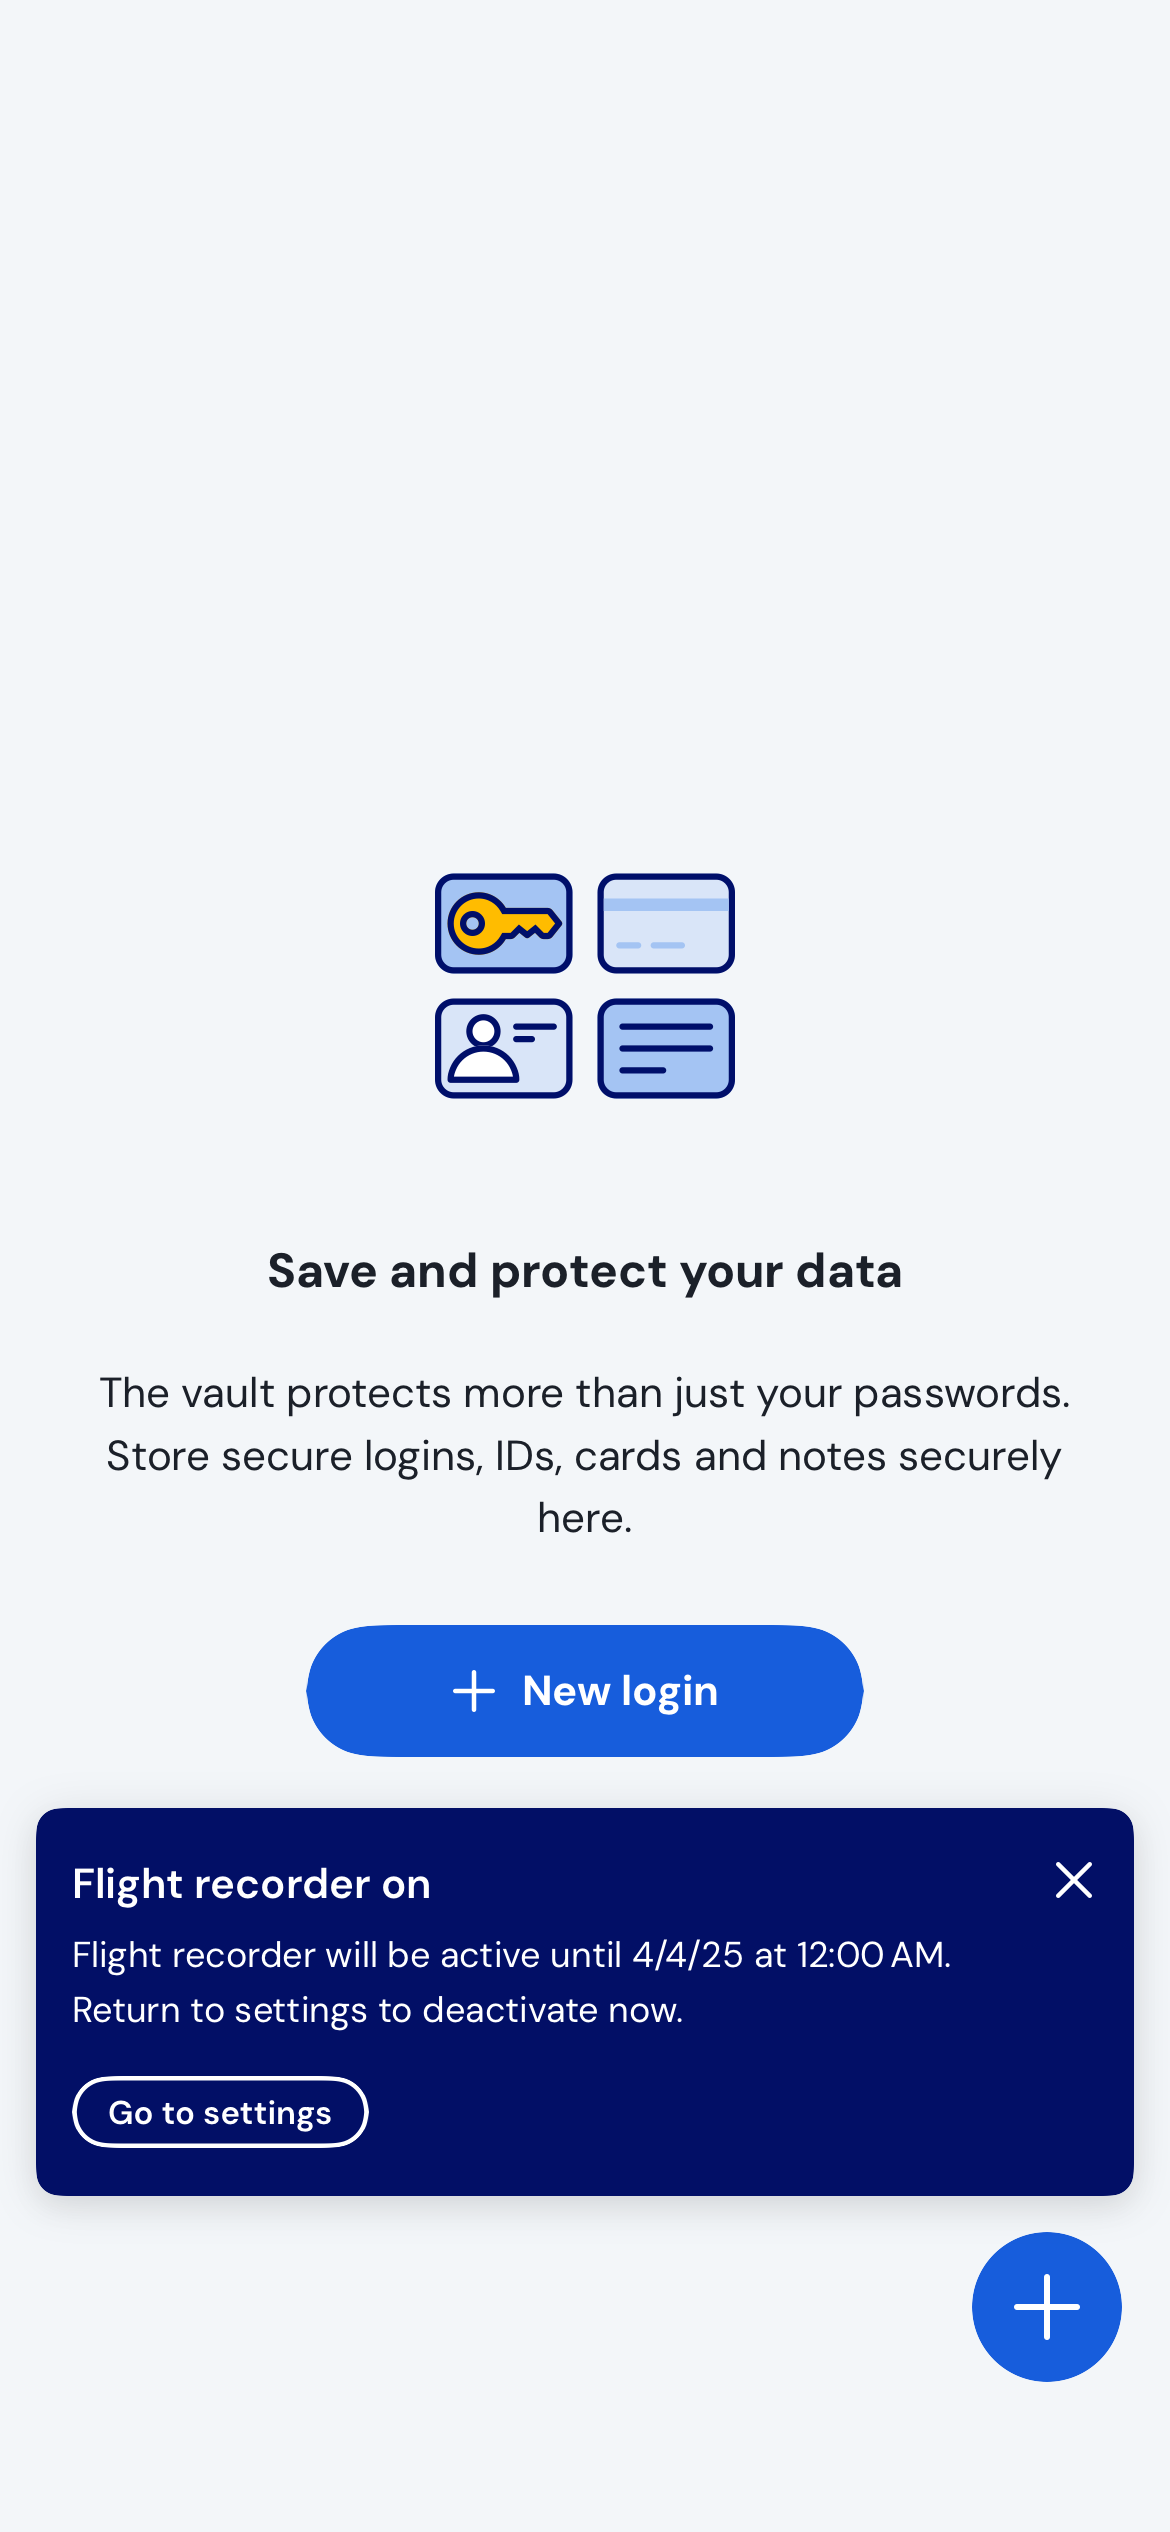 Save and protect your data
The vault protects more than just your passwords.
Store secure logins, IDs, cards and notes securely
here.
New login
Flight recorder on
Flight recorder will be active until 4/4/25 at 12:00 AM.
Return to settings to deactivate now.
Go to settings